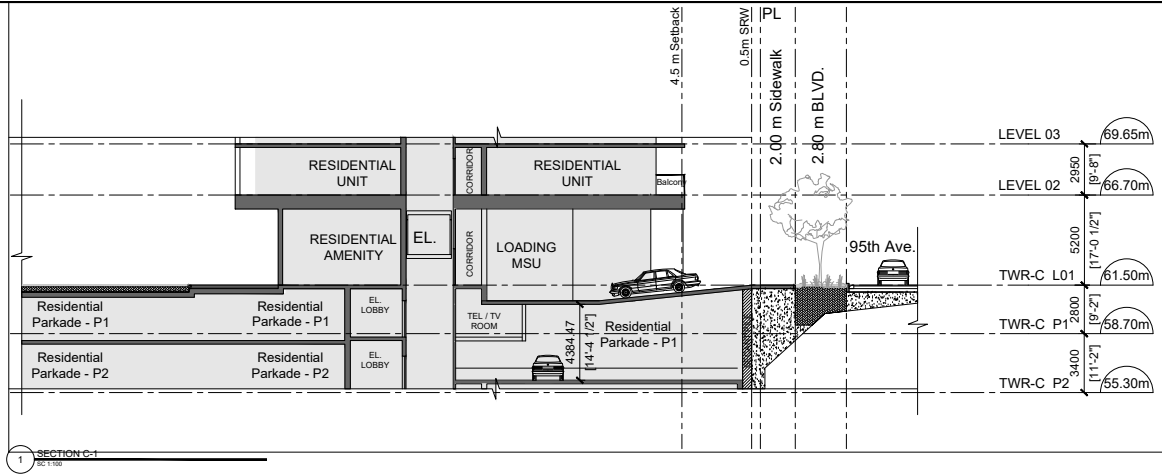 4.5 m Setback
0.5m SRW
PL
2.00 m Sidewalk
2.80 m BLVD.
LEVEL 03
69.65m
2950
[9'-8"]
RESIDENTIAL
UNIT
CORRIDOR
RESIDENTIAL
UNIT
Balcony
LEVEL 02
66.70m
5200
[17'-0 1/2"]
RESIDENTIAL
AMENITY
EL.
CORRIDOR
LOADING
MSU
95th Ave.
TWR-C L01
61.50m
2800
[9'-2"]
Residential
Parkade - P1
Residential
Parkade - P1
EL.
LOBBY
TEL / TV
ROOM
4384.47
[14'-4 1/2"]
Residential
Parkade - P1
TWR-C P1
58.70m
3400
[11'-2"]
Residential
Parkade - P2
Residential
Parkade - P2
EL.
LOBBY
TWR-C P2
55.30m
1
SECTION C-1
SC 1:100